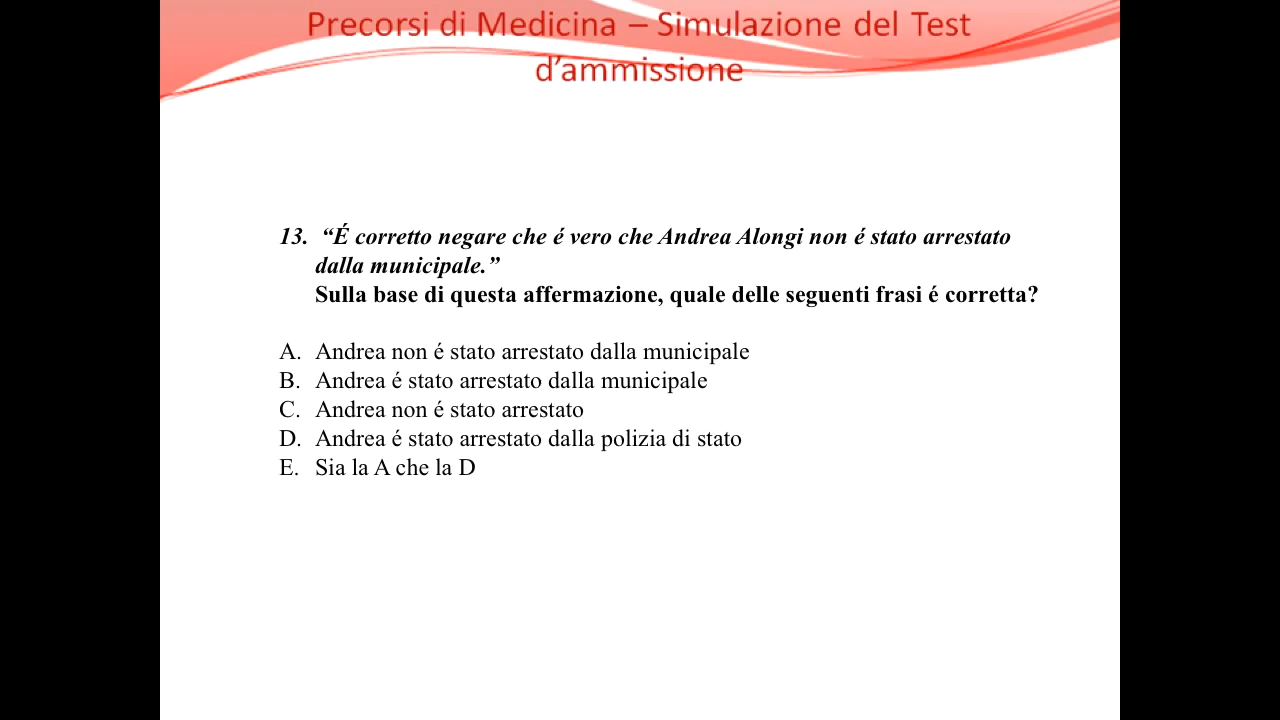 Precorsi di Medicina – Simulazione del Test
d’ammissione
13. “É corretto negare che é vero che Andrea Alongi non é stato arrestato
dalla municipale.”
Sulla base di questa affermazione, quale delle seguenti frasi é corretta?
A. Andrea non é stato arrestato dalla municipale
B. Andrea é stato arrestato dalla municipale
C. Andrea non é stato arrestato
D. Andrea é stato arrestato dalla polizia di stato
E. Sia la A che la D